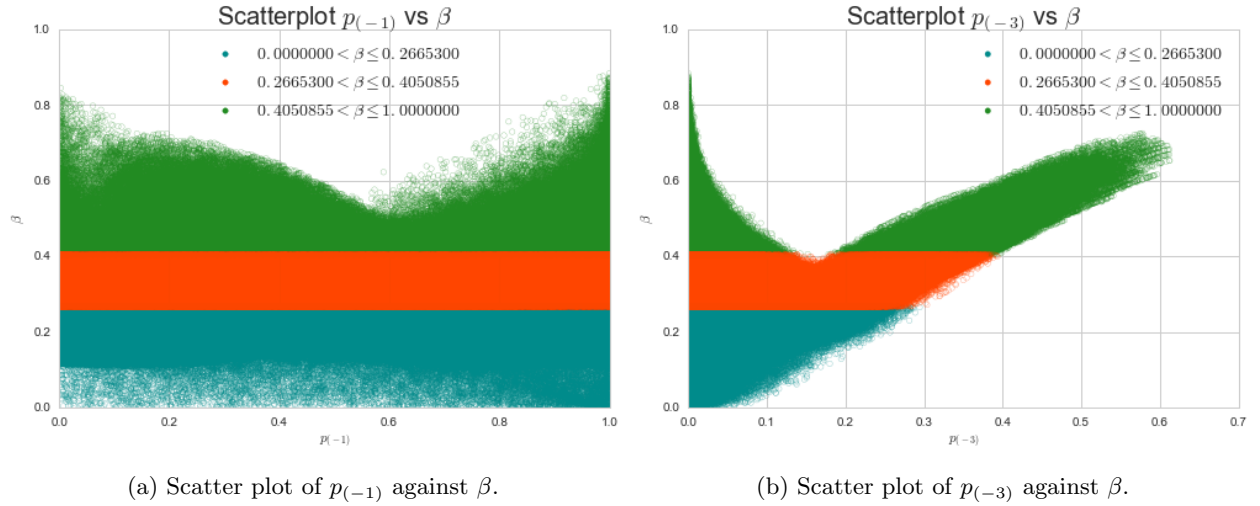 Scatterplot p(−1) vs β
1.0
0.8
0.6
0.4
0.2
0.0
β
0.0000000 < β ≤ 0.2665300
0.2665300 < β ≤ 0.4050855
0.4050855 < β ≤ 1.0000000
0.0 0.2 0.4 0.6 0.8 1.0
p(−1)
(a) Scatter plot of p(−1) against β.
Scatterplot p(−3) vs β
1.0
0.8
0.6
0.4
0.2
0.0
β
0.0000000 < β ≤ 0.2665300
0.2665300 < β ≤ 0.4050855
0.4050855 < β ≤ 1.0000000
0.0 0.1 0.2 0.3 0.4 0.5 0.6 0.7
p(−3)
(b) Scatter plot of p(−3) against β.